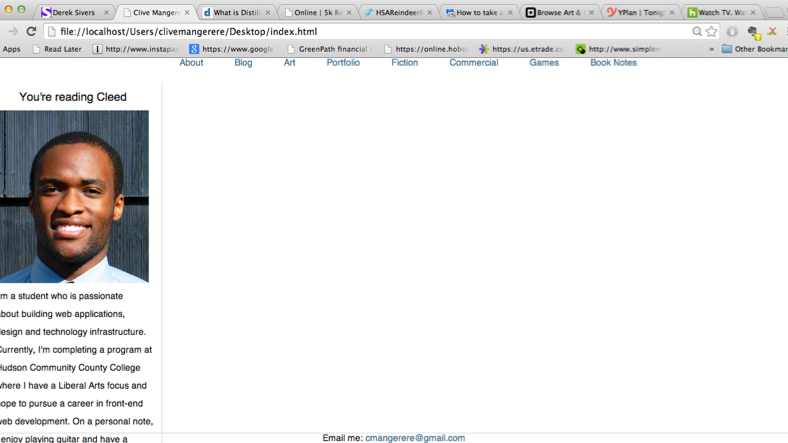 Derek Sivers
Clive Mangere
What is Distill
Online | 5k R
HSAReindeerF
How to take a
Browse Art &
YPlan | Tonig
Watch TV. Wa
file://localhost/Users/clivemangerere/Desktop/index.html
Apps
Read Later
http://www.instapa
https://www.google
GreenPath financial
https://online.hobo
https://us.etrade.co
http://www.simplem
»
Other Bookmar
About
Blog
Art
Portfolio
Fiction
Commercial
Games
Book Notes
You're reading Cleed
'm a student who is passionate
about building web applications,
design and technology infrastructure.
Currently, I'm completing a program at
Hudson Community County College
where I have a Liberal Arts focus and
hope to pursue a career in front-end
web development. On a personal note,
enjoy playing guitar and have a
Email me: cmangerere@gmail.com